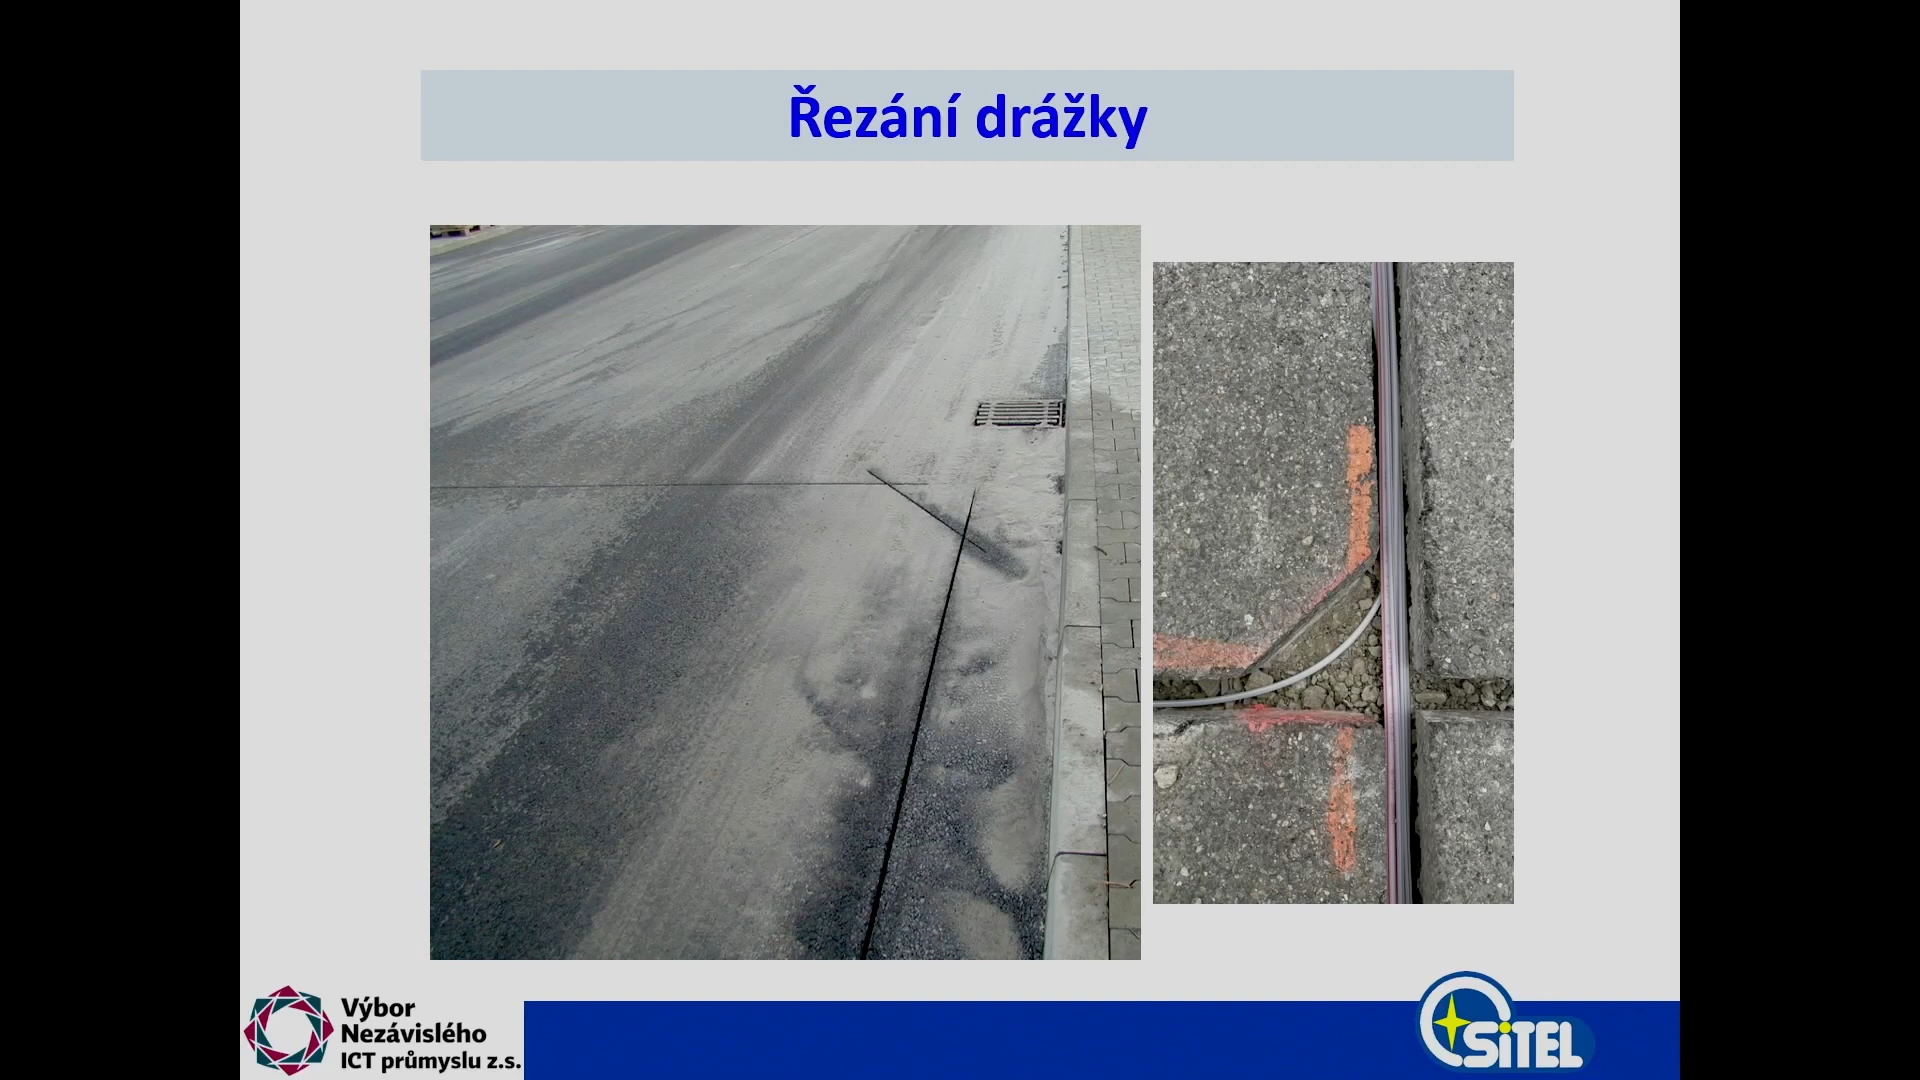 Řezání drážky
Výbor
Nezávislého
ICT průmyslu z.s.
SiTEL